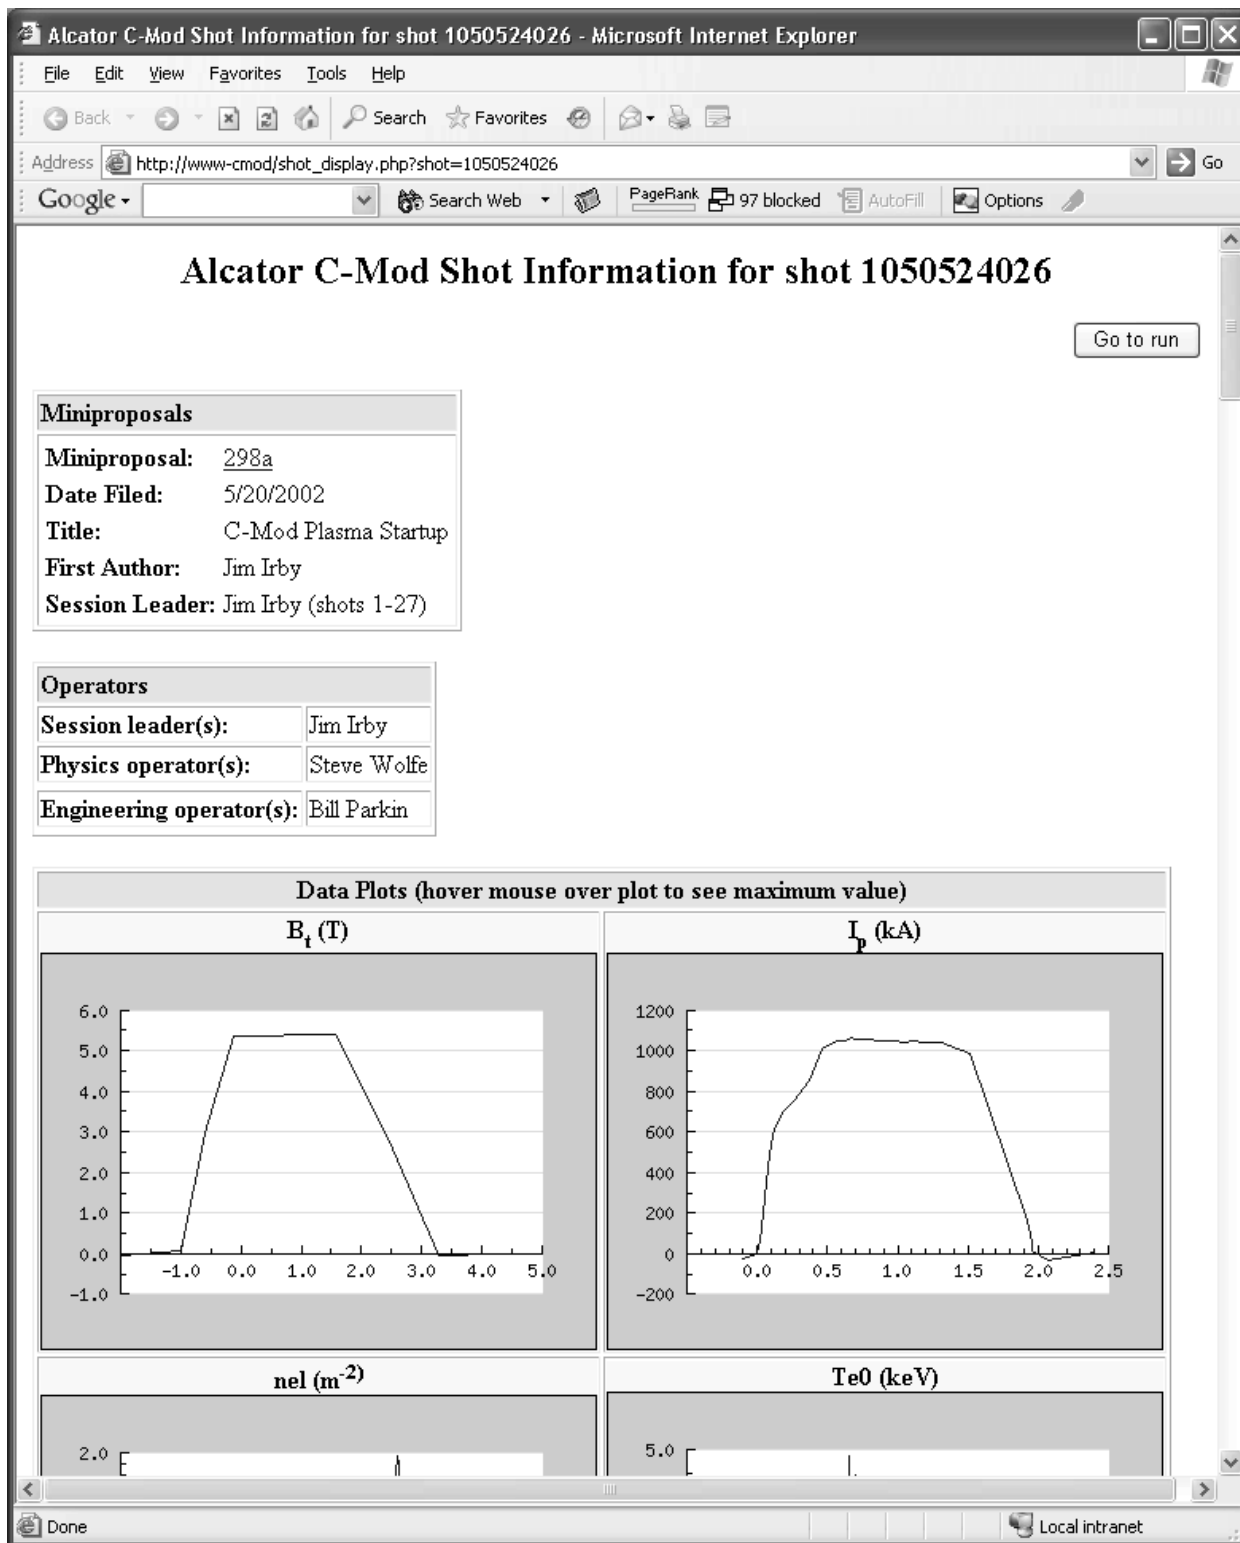 Alcator C-Mod Shot Information for shot 1050524026 - Microsoft Internet Explorer
File Edit View Favorites Tools Help
Back Search Favorites
Address http://www-cmod/shot_display.php?shot=1050524026 Go
Google Search Web PageRank 97 blocked AutoFill Options
Alcator C-Mod Shot Information for shot 1050524026
Go to run
Miniproposals
Miniproposal: 298a
Date Filed: 5/20/2002
Title: C-Mod Plasma Startup
First Author: Jim Irby
Session Leader: Jim Irby (shots 1-27)
Operators
Session leader(s): Jim Irby
Physics operator(s): Steve Wolfe
Engineering operator(s): Bill Parkin
Data Plots (hover mouse over plot to see maximum value)
Bt (T) Ip (kA)
6.0 1200
5.0 1000
4.0 800
3.0 600
2.0 400
1.0 200
0.0 0
-1.0 0.0 1.0 2.0 3.0 4.0 5.0 0.0 0.5 1.0 1.5 2.0 2.5
-1.0 -200
nel (m-2) Te0 (keV)
2.0 5.0
Done Local intranet